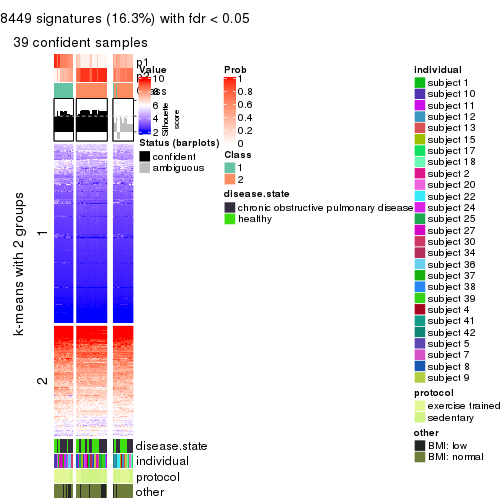 8449 signatures (16.3%) with fdr < 0.05
39 confident samples
p1
p2
Class
Value
10
8
6
4
2
Silhouette
score
Prob
1
0.8
0.6
0.4
0.2
0
Status (barplots)
confident
ambiguous
Class
1
2
disease.state
chronic obstructive pulmonary disease
healthy
individual
subject 1
subject 10
subject 11
subject 12
subject 13
subject 15
subject 17
subject 18
subject 2
subject 20
subject 22
subject 24
subject 25
subject 27
subject 30
subject 34
subject 36
subject 37
subject 38
subject 39
subject 4
subject 41
subject 42
subject 5
subject 7
subject 8
subject 9
protocol
exercise trained
sedentary
other
BMI: low
BMI: normal
k-means with 2 groups
1
2
disease.state
individual
protocol
other